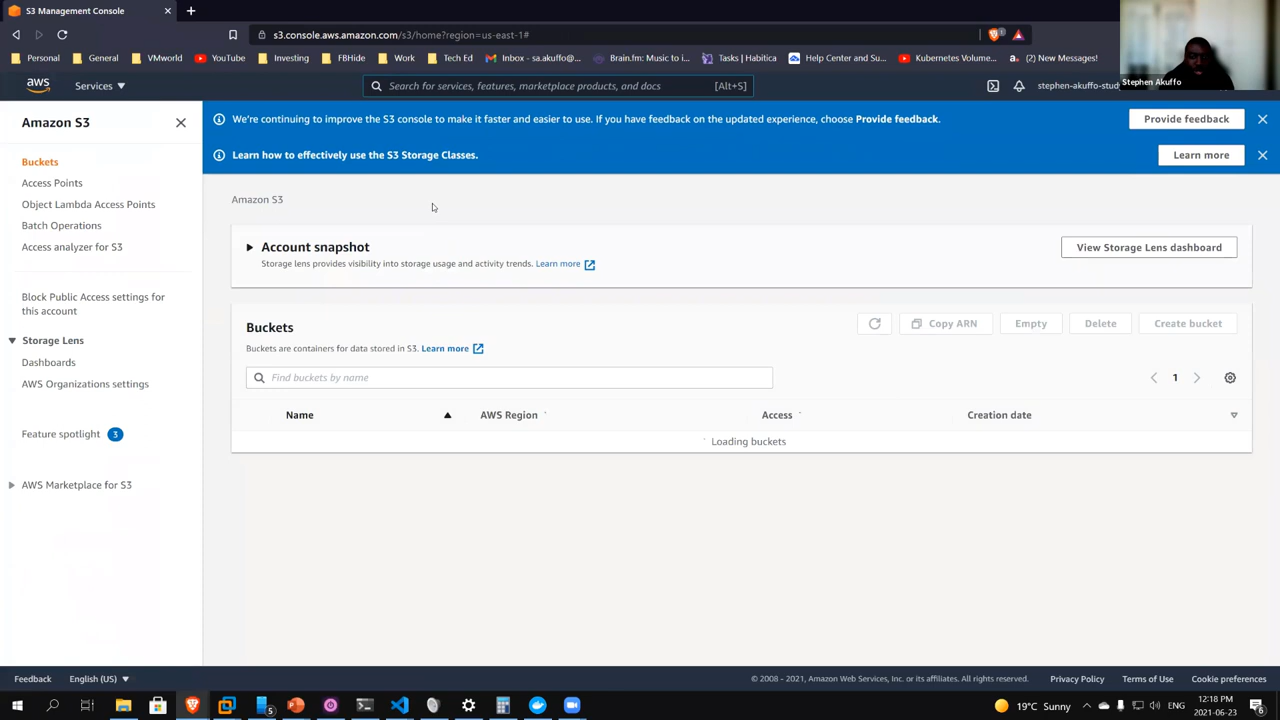 S3 Management Console
s3.console.aws.amazon.com/s3/home?region=us-east-1#
Personal General VMworld YouTube Investing FBHide Work Tech Ed Inbox - sa.akuffo@... Brain.fm: Music to i... Tasks | Habitica Help Center and Su... Kubernetes Volume... (2) New Messages!
Stephen Akuffo
aws Services Search for services, features, marketplace products, and docs [Alt+S] stephen-akuffo-stud
Amazon S3
Buckets
Access Points
Object Lambda Access Points
Batch Operations
Access analyzer for S3
Block Public Access settings for
this account
Storage Lens
Dashboards
AWS Organizations settings
Feature spotlight 3
AWS Marketplace for S3
We're continuing to improve the S3 console to make it faster and easier to use. If you have feedback on the updated experience, choose Provide feedback. Provide feedback
Learn how to effectively use the S3 Storage Classes. Learn more
Amazon S3
Account snapshot View Storage Lens dashboard
Storage lens provides visibility into storage usage and activity trends. Learn more
Buckets Copy ARN Empty Delete Create bucket
Buckets are containers for data stored in S3. Learn more
Find buckets by name 1
Name AWS Region Access Creation date
Loading buckets
Feedback English (US) © 2008 - 2021, Amazon Web Services, Inc. or its affiliates. All rights reserved. Privacy Policy Terms of Use Cookie preferences
5 19°C Sunny ENG 12:18 PM
2021-06-23 6